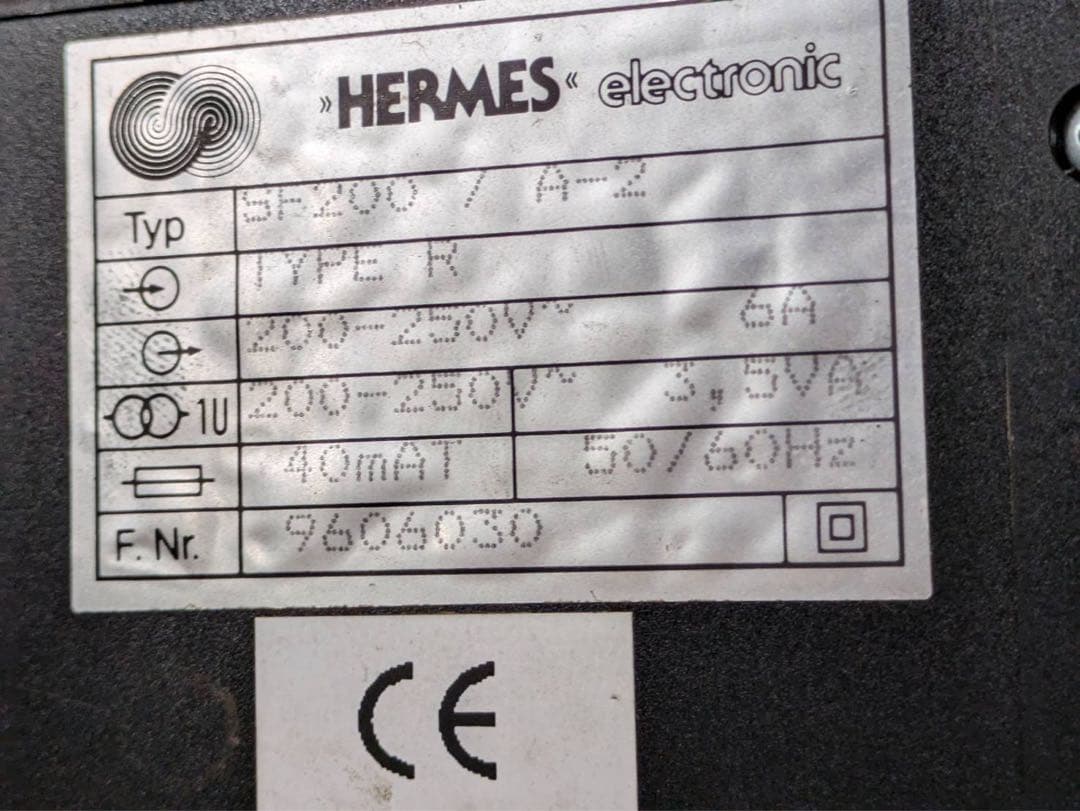 »HERMES« electronic
Typ SF200 / A-2
TYPE R
200-250V~ 6A
1U 200-250V~ 3,5VA
40mAT 50/60Hz
F. Nr. 9606030
CE